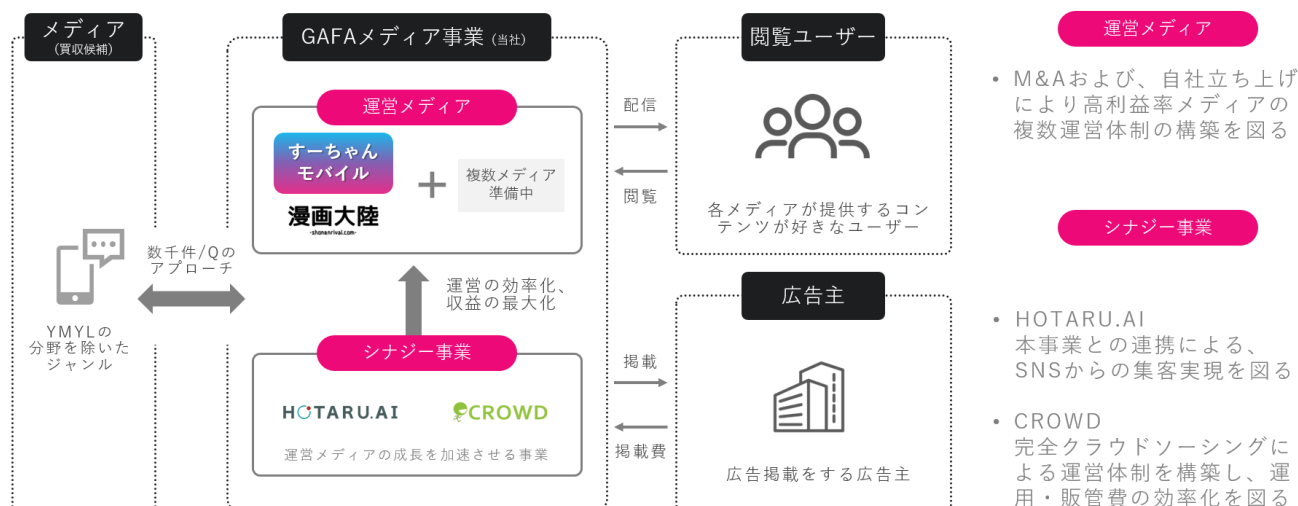 メディア
(買収候補)
YMYLの
分野を除いた
ジャンル
数千件/Qの
アプローチ
GAFAメディア事業 (当社)
運営メディア
すーちゃん
モバイル
漫画大陸
-shonanrival.com-
+
複数メディア
準備中
運営の効率化、
収益の最大化
シナジー事業
HOTARU.AI
CROWD
運営メディアの成長を加速させる事業
配信
閲覧
掲載
掲載費
閲覧ユーザー
各メディアが提供するコン
テンツが好きなユーザー
広告主
広告掲載をする広告主
運営メディア
• M&Aおよび、自社立ち上げ
により高利益率メディアの
複数運営体制の構築を図る
シナジー事業
• HOTARU.AI
本事業との連携による、
SNSからの集客実現を図る
• CROWD
完全クラウドソーシングに
よる運営体制を構築し、運
用・販管費の効率化を図る